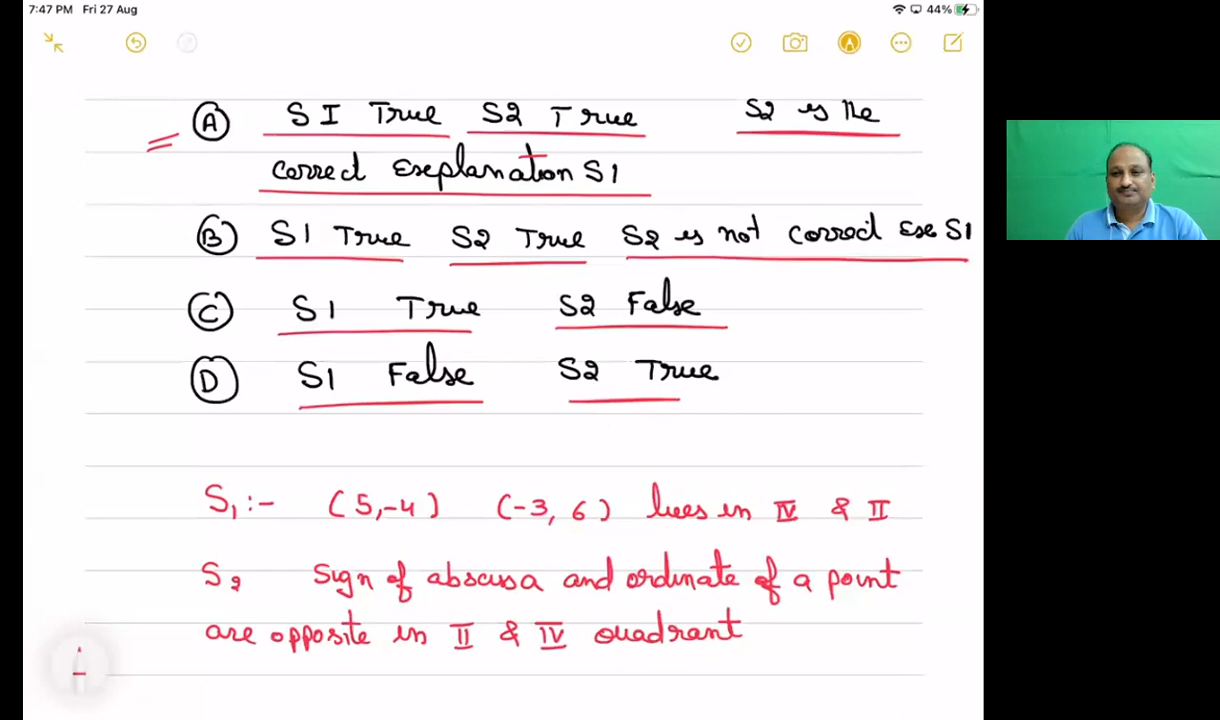 7:47 PM Fri 27 Aug 44%
A SI True S2 True S2 is the
correct Explanation S1
B S1 True S2 True S2 is not correct Exe S1
C S1 True S2 False
D S1 False S2 True
S1:- (5,-4) (-3, 6) lies in IV & II
S2 Sign of abscissa and ordinate of a point
are opposite in II & IV quadrant